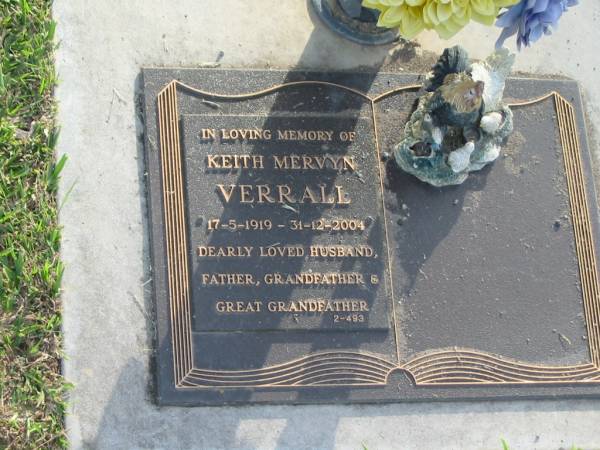 IN LOVING MEMORY OF
KEITH MERVYN
VERRALL
17-5-1919 - 31-12-2004
DEARLY LOVED HUSBAND,
FATHER, GRANDFATHER &
GREAT GRANDFATHER
2-493